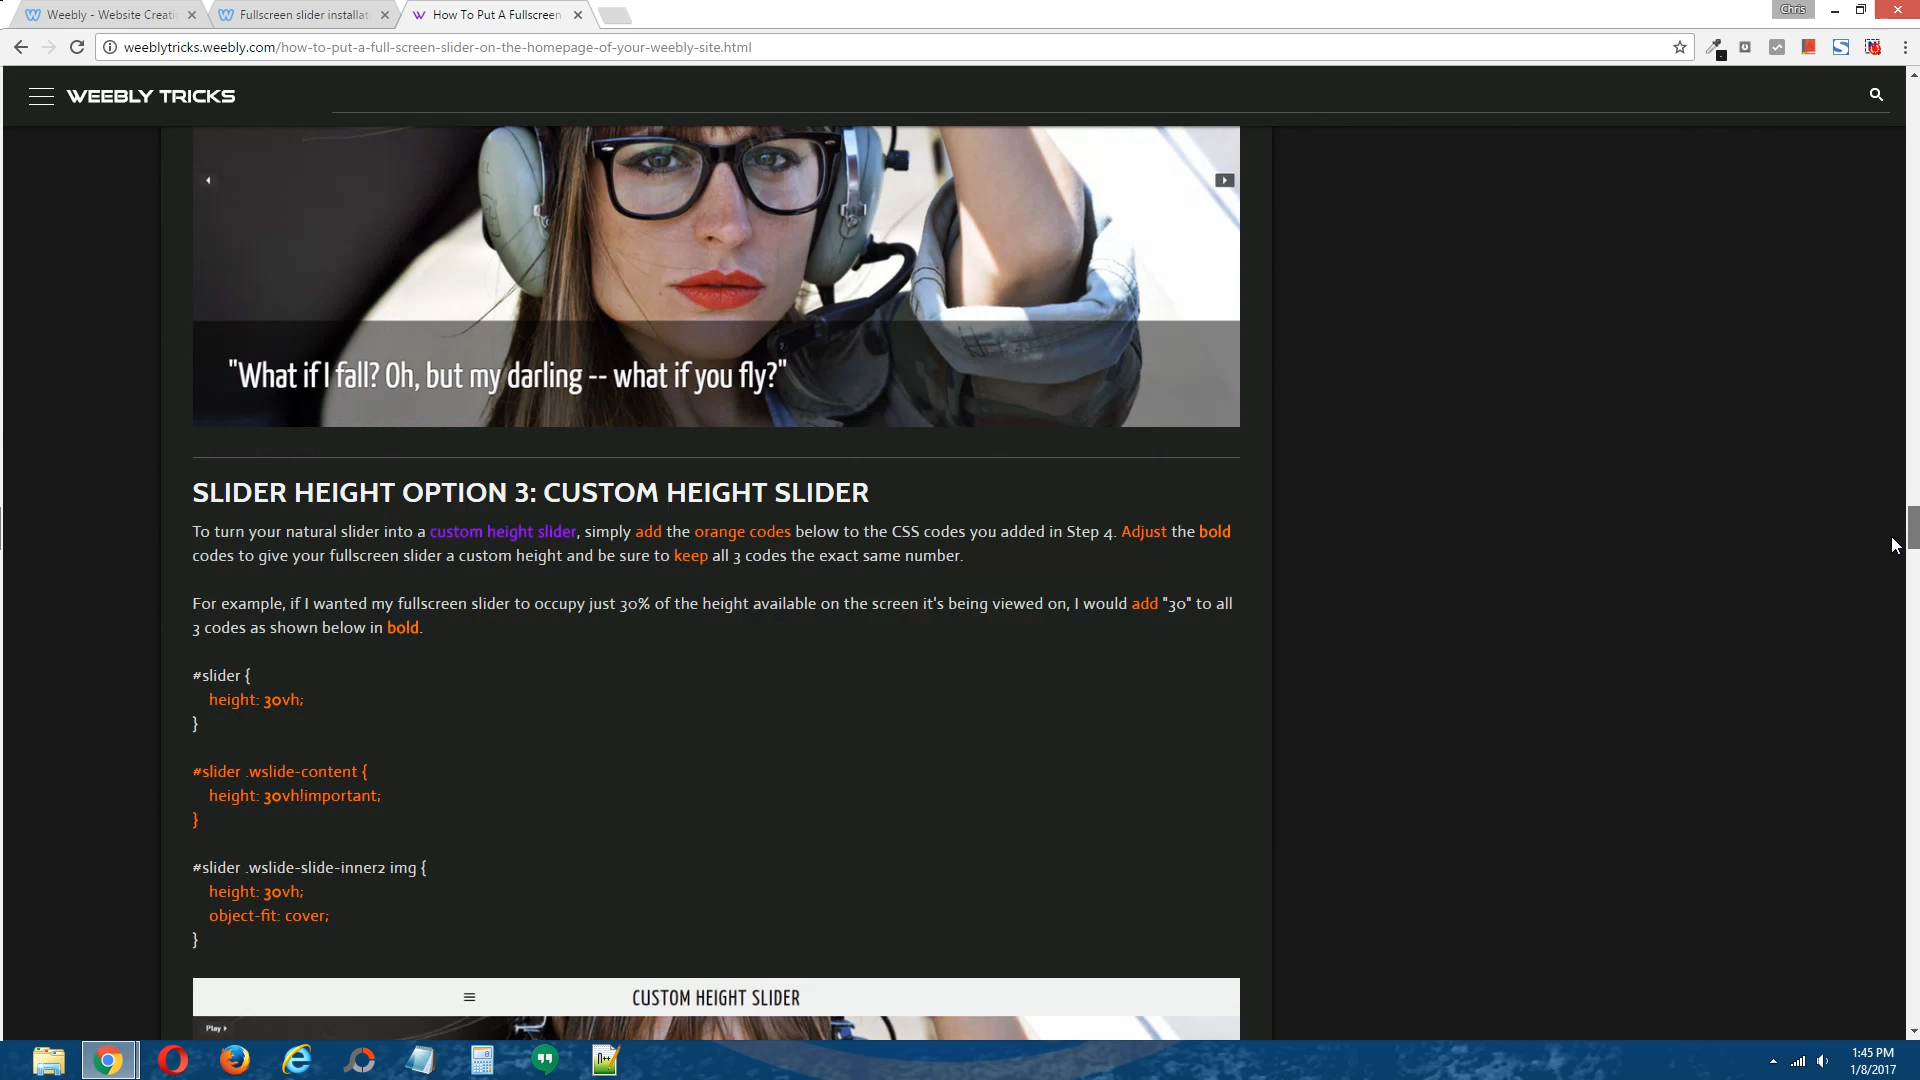 Weebly - Website Creatio
Fullscreen slider installati
How To Put A Fullscreen
Chris
weeblytricks.weebly.com/how-to-put-a-full-screen-slider-on-the-homepage-of-your-weebly-site.html
WEEBLY TRICKS
"What if I fall? Oh, but my darling -- what if you fly?"
SLIDER HEIGHT OPTION 3: CUSTOM HEIGHT SLIDER
To turn your natural slider into a custom height slider, simply add the orange codes below to the CSS codes you added in Step 4. Adjust the bold
codes to give your fullscreen slider a custom height and be sure to keep all 3 codes the exact same number.
For example, if I wanted my fullscreen slider to occupy just 30% of the height available on the screen it's being viewed on, I would add "30" to all
3 codes as shown below in bold.
#slider {
height: 30vh;
}
#slider .wslide-content {
height: 30vh!important;
}
#slider .wslide-slide-inner2 img {
height: 30vh;
object-fit: cover;
}
CUSTOM HEIGHT SLIDER
Play
1:45 PM
1/8/2017